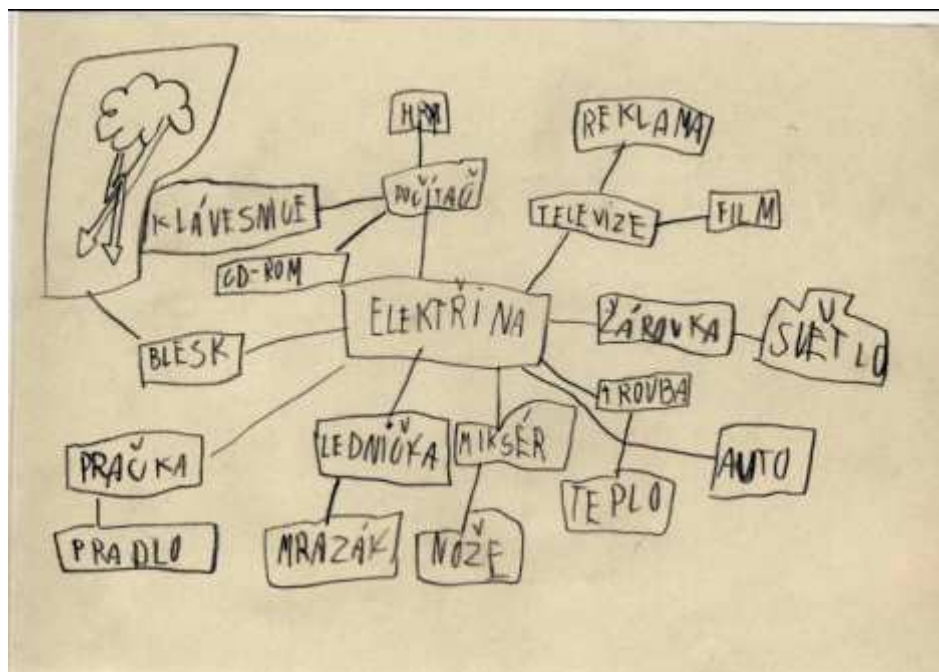 HRY
REKLAMA
POČÍTAČ
KLÁVESNICE
TELEVIZE
FILM
CD-ROM
ELEKTŘINA
ŽÁROVKA
SVĚTLO
BLESK
TROUBA
PRAČKA
LEDNIČKA
MIKSÉR
AUTO
TEPLO
PRADLO
MRAZÁK
NOŽE